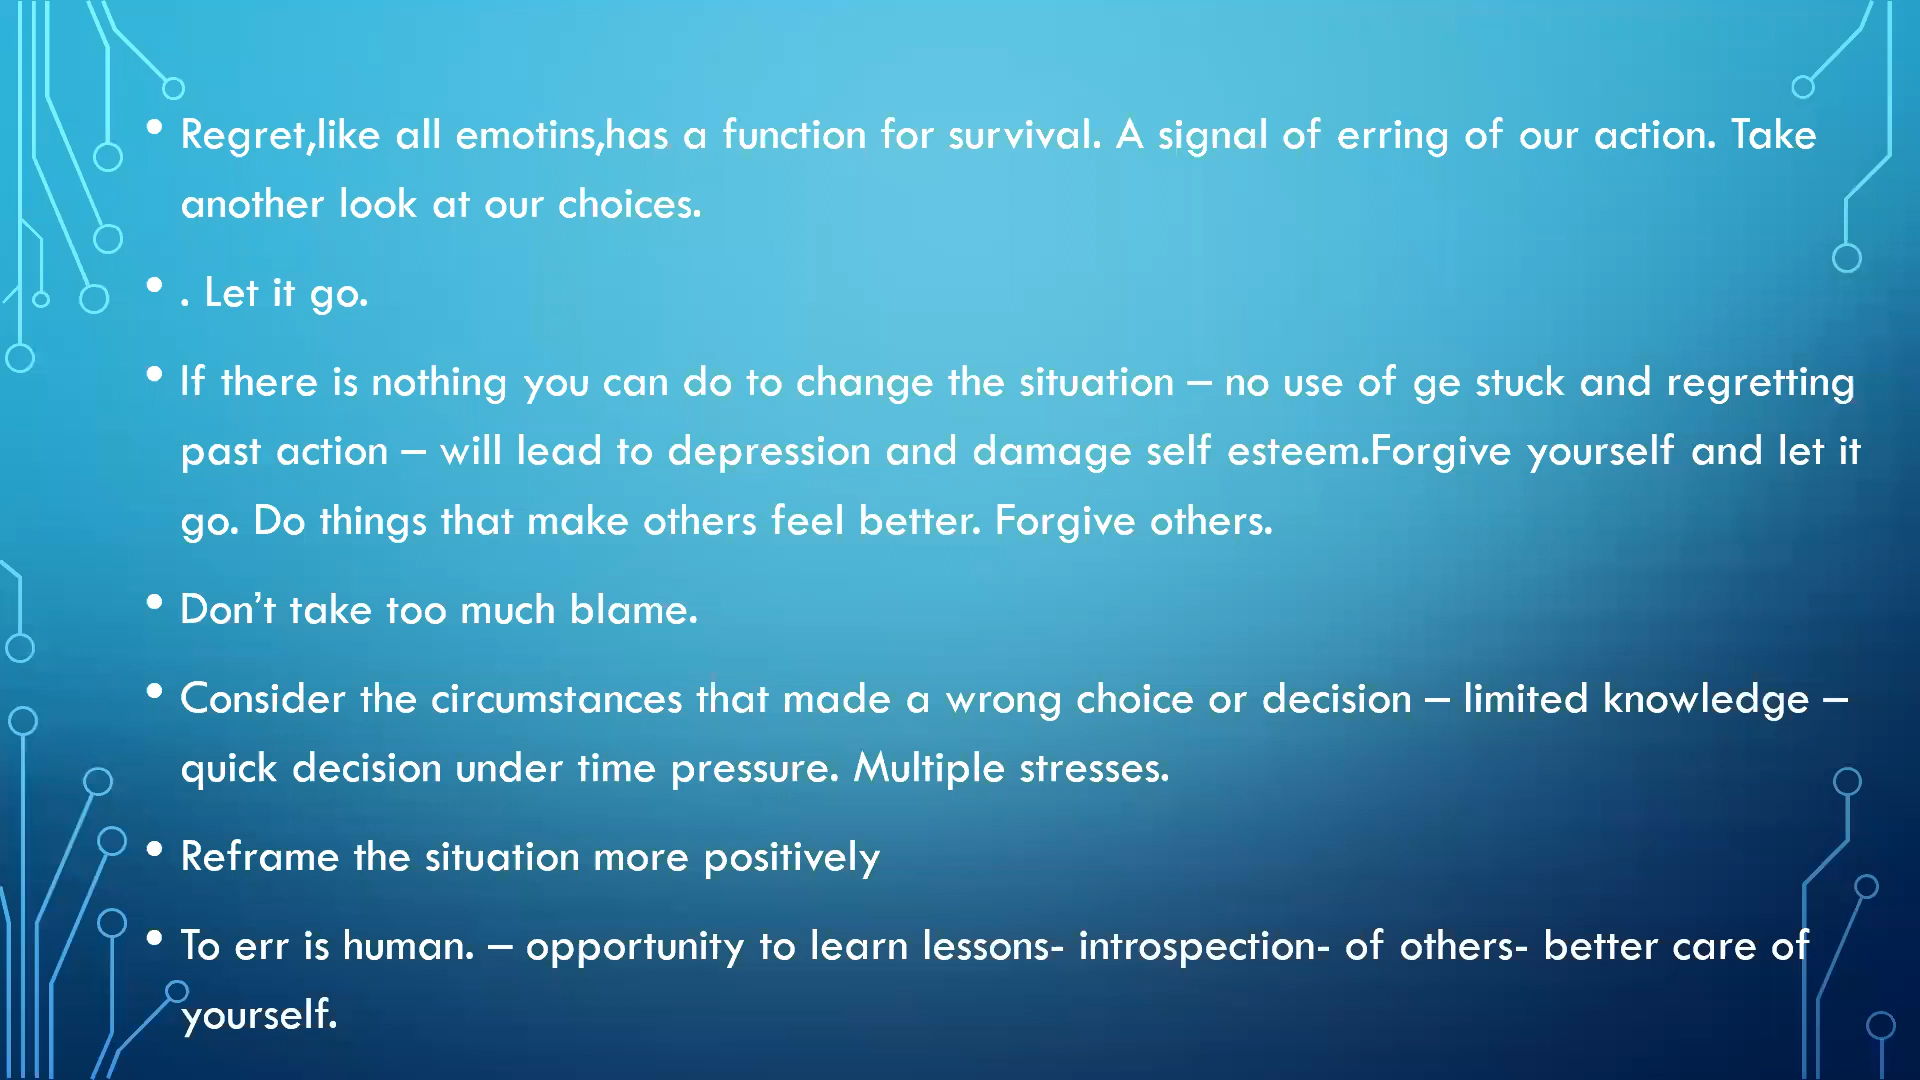 • Regret,like all emotins,has a function for survival. A signal of erring of our action. Take
another look at our choices.
• . Let it go.
• If there is nothing you can do to change the situation – no use of ge stuck and regretting
past action – will lead to depression and damage self esteem.Forgive yourself and let it
go. Do things that make others feel better. Forgive others.
• Don’t take too much blame.
• Consider the circumstances that made a wrong choice or decision – limited knowledge –
quick decision under time pressure. Multiple stresses.
• Reframe the situation more positively
• To err is human. – opportunity to learn lessons- introspection- of others- better care of
yourself.